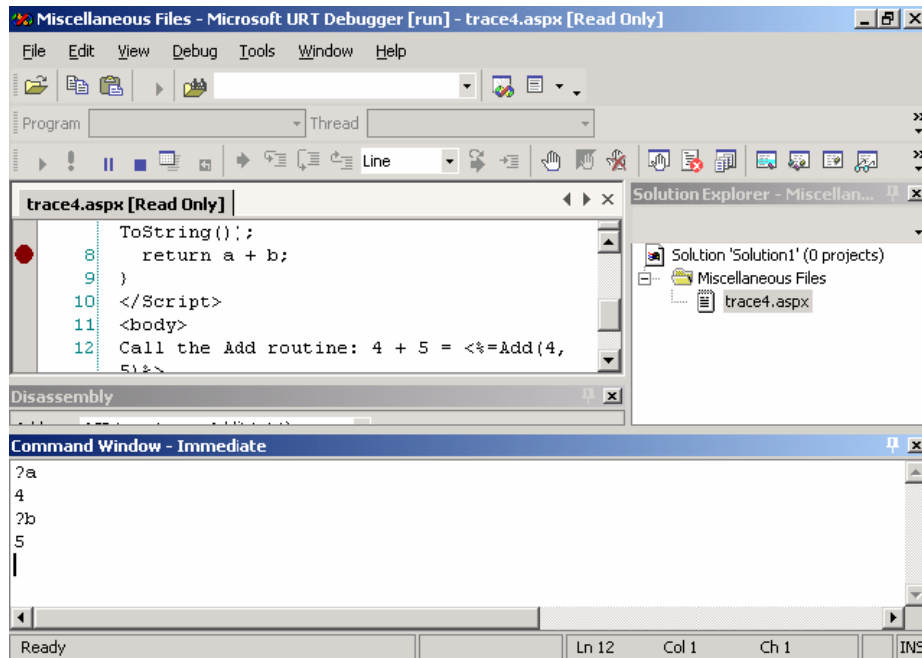 Miscellaneous Files - Microsoft URT Debugger [run] - trace4.aspx [Read Only]
File Edit View Debug Tools Window Help
Program Thread
Line
trace4.aspx [Read Only]
ToString();
8 return a + b;
9 }
10 </Script>
11 <body>
12 Call the Add routine: 4 + 5 = <%=Add(4,
5)%>
Solution Explorer - Miscellan...
Solution 'Solution1' (0 projects)
Miscellaneous Files
trace4.aspx
Disassembly
Command Window - Immediate
?a
4
?b
5
Ready Ln 12 Col 1 Ch 1 INS